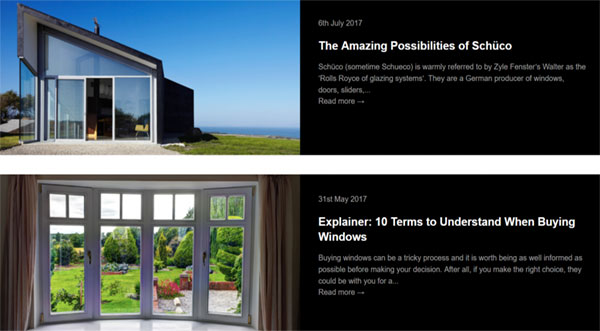 6th July 2017
The Amazing Possibilities of Schüco
Schüco (sometime Schueco) is warmly referred to by Zyle Fenster's Walter as the
'Rolls Royce of glazing systems'. They are a German producer of windows,
doors, sliders,...
Read more →
31st May 2017
Explainer: 10 Terms to Understand When Buying
Windows
Buying windows can be a tricky process and it is worth being as well informed as
possible before making your decision. After all, if you make the right choice, they
could be with you for a...
Read more →